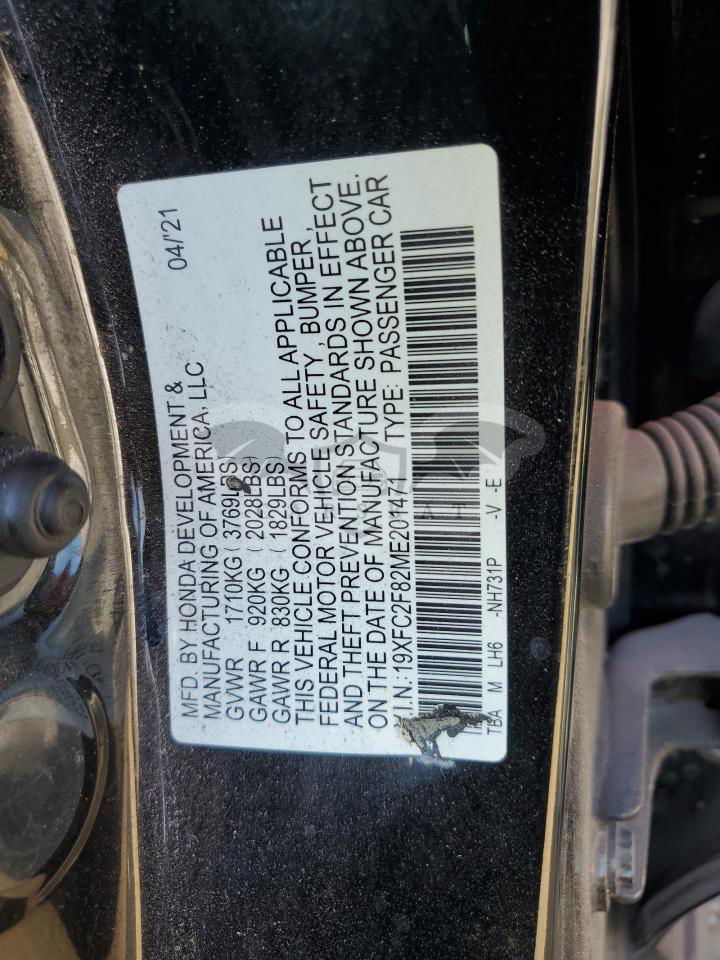 04/'21
MFD. BY HONDA DEVELOPMENT &
MANUFACTURING OF AMERICA, LLC
GVWR 1710KG ( 3769LBS)
GAWR F 920KG ( 2028LBS)
GAWR R 830KG ( 1829LBS)
THIS VEHICLE CONFORMS TO ALL APPLICABLE
FEDERAL MOTOR VEHICLE SAFETY, BUMPER,
AND THEFT PREVENTION STANDARDS IN EFFECT
ON THE DATE OF MANUFACTURE SHOWN ABOVE.
V.I.N.: 19XFC2F82ME201471 TYPE: PASSENGER CAR
TBA M LH6 -NH731P -V -E